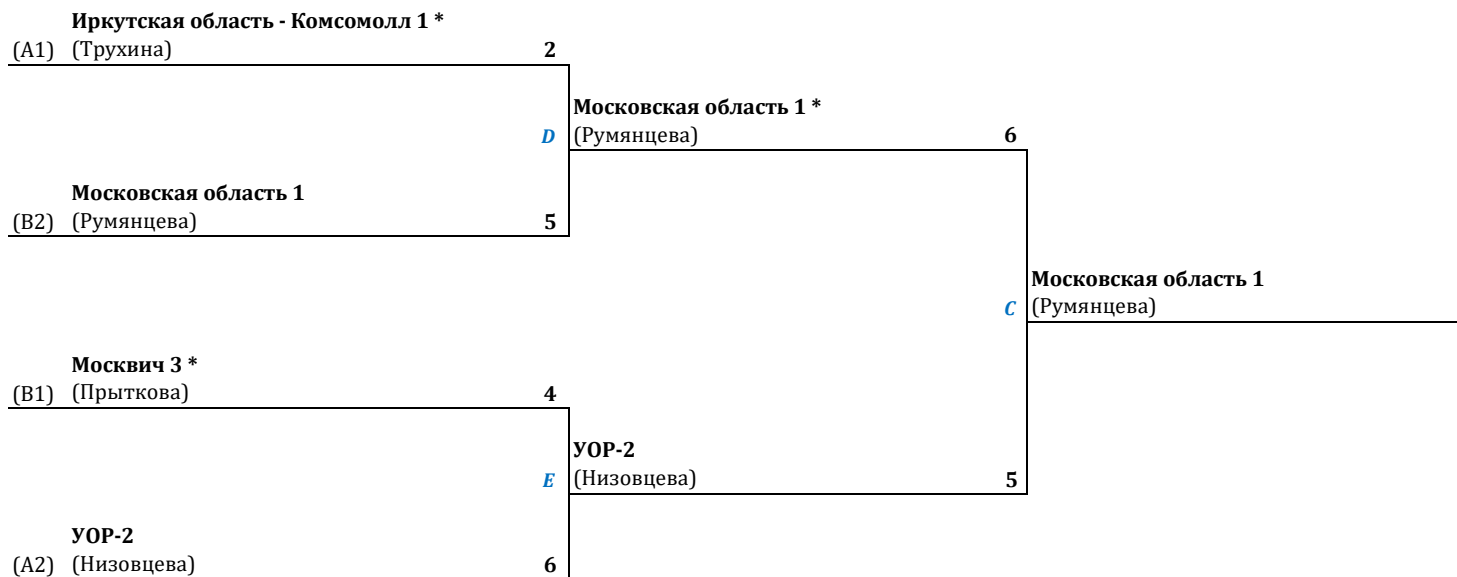 Иркутская область - Комсомолл 1 *
(A1) (Трухина) 2
Московская область 1 *
D (Румянцева) 6
Московская область 1
(B2) (Румянцева) 5
Московская область 1
C (Румянцева)
Москвич 3 *
(B1) (Прыткова) 4
УОР-2
E (Низовцева) 5
УОР-2
(A2) (Низовцева) 6